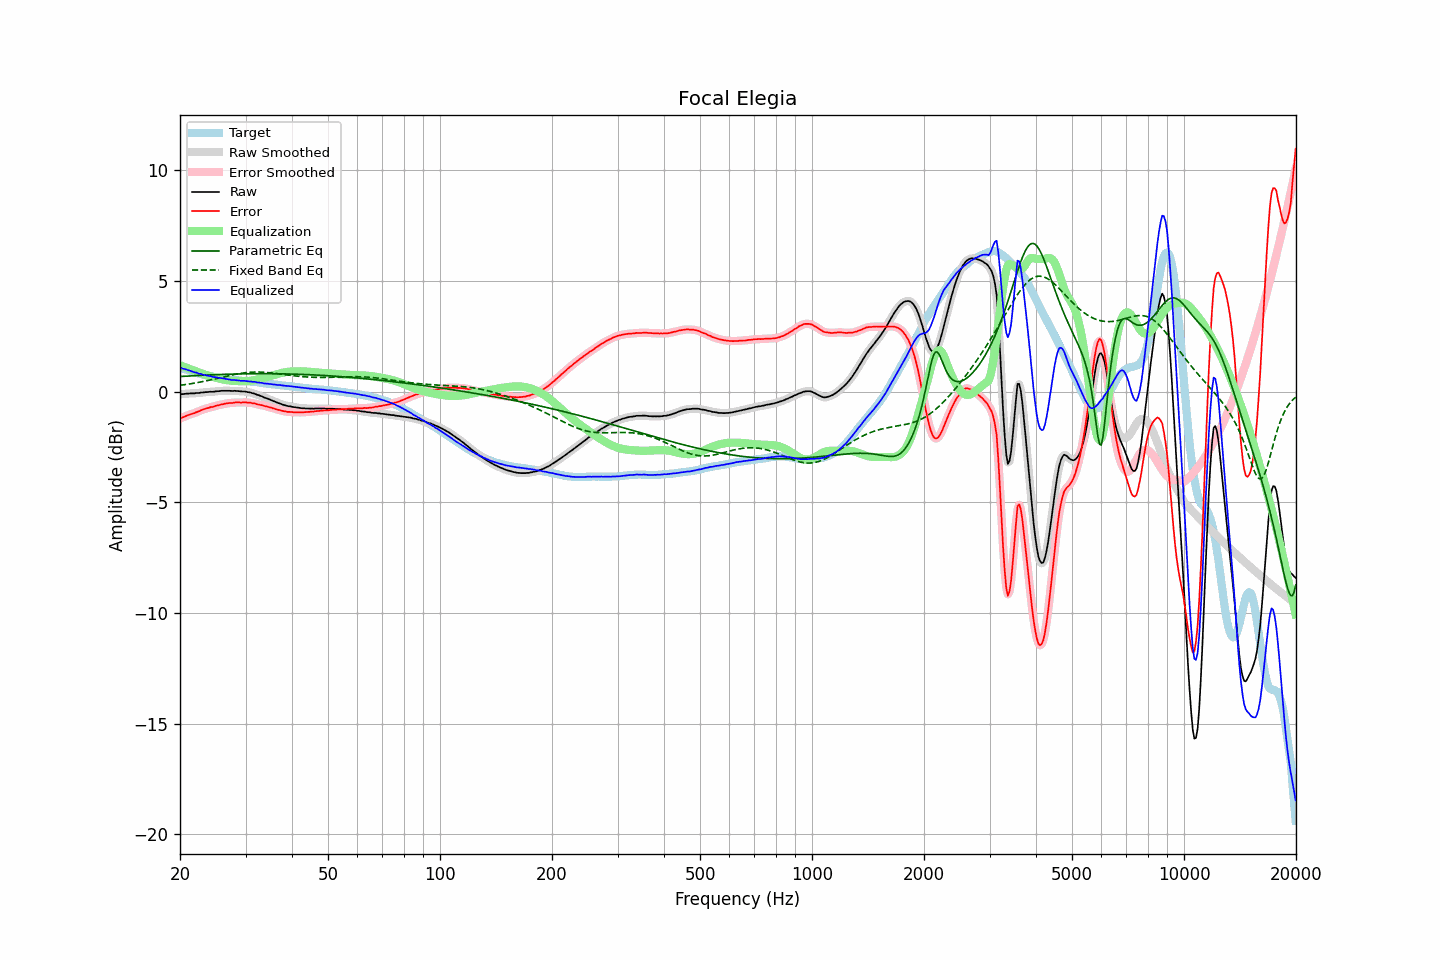 Focal Elegia
Target
Raw Smoothed
Error Smoothed
Raw
Error
Equalization
Parametric Eq
Fixed Band Eq
Equalized
10
5
0
−5
−10
−15
−20
Amplitude (dBr)
20
50
100
200
500
1000
2000
5000
10000
20000
Frequency (Hz)